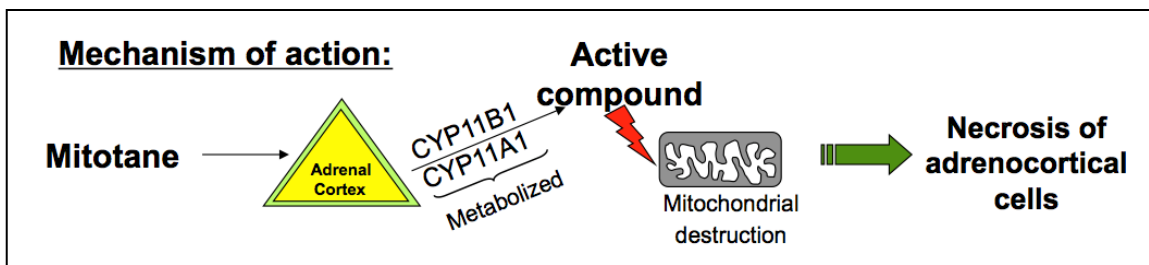 Mechanism of action:
Mitotane
Adrenal
Cortex
CYP11B1
CYP11A1
Metabolized
Active
compound
Mitochondrial
destruction
Necrosis of
adrenocortical
cells